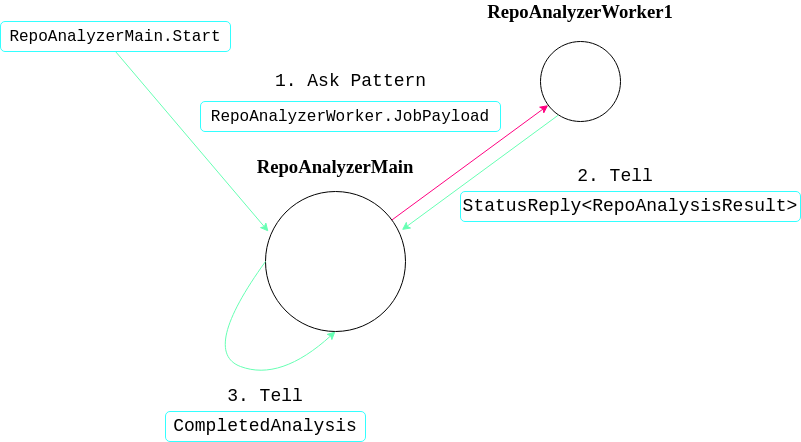 RepoAnalyzerWorker1
RepoAnalyzerMain.Start
1. Ask Pattern
RepoAnalyzerWorker.JobPayload
RepoAnalyzerMain
2. Tell
StatusReply<RepoAnalysisResult>
3. Tell
CompletedAnalysis